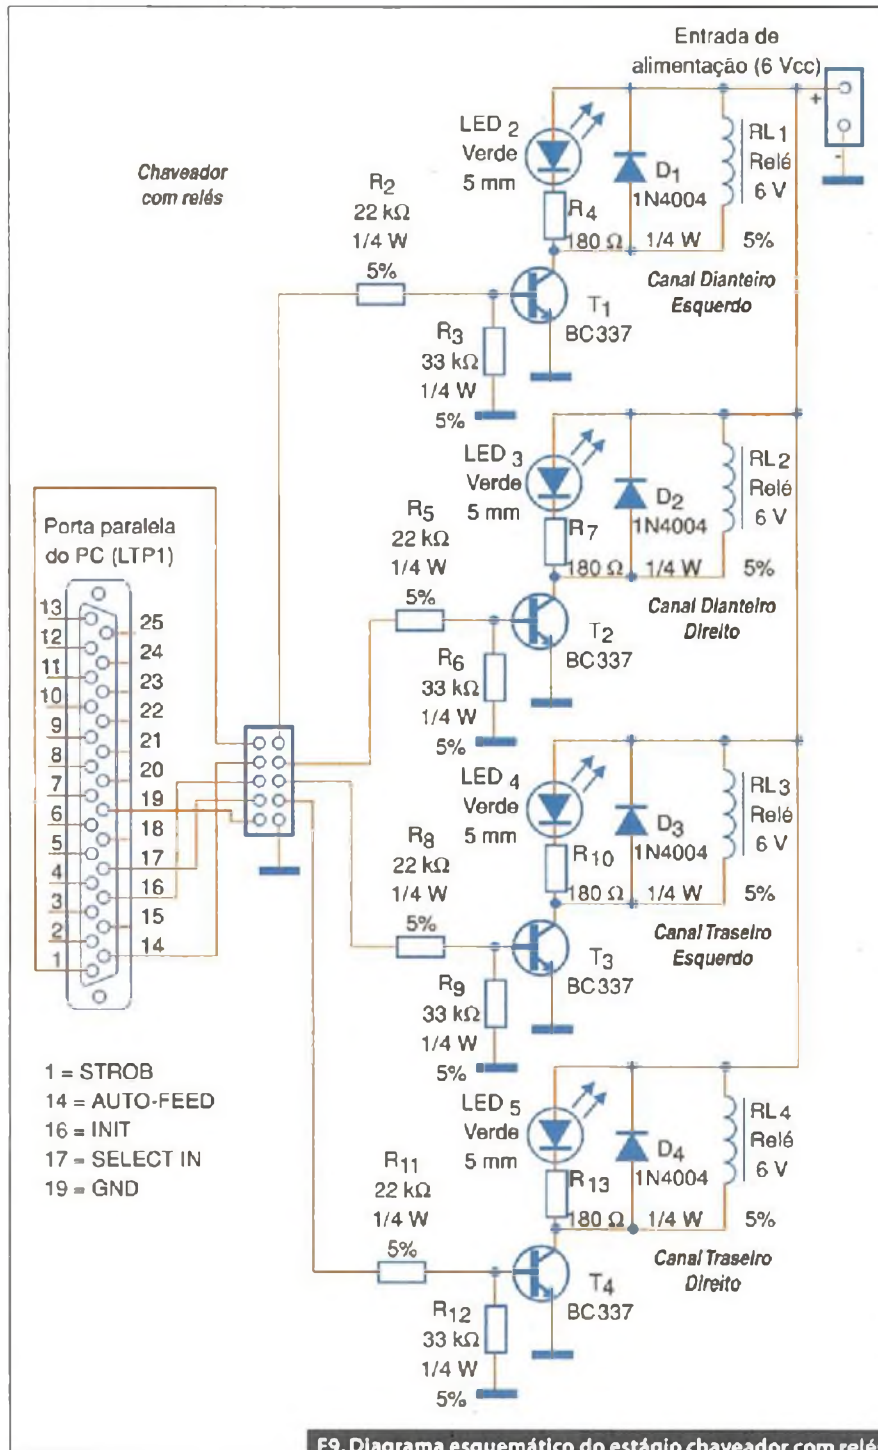 Entrada de
alimentação (6 Vcc)
+
-
Chaveador
com relés
LED 2
Verde
5 mm
D1
1N4004
RL1
Relé
6 V
R2
22 kΩ
1/4 W
5%
R4
180 Ω 1/4 W 5%
Canal Dianteiro
Esquerdo
T1
BC337
R3
33 kΩ
1/4 W
5%
LED 3
Verde
5 mm
D2
1N4004
RL2
Relé
6 V
R5
22 kΩ
1/4 W
5%
R7
180 Ω 1/4 W 5%
Canal Dianteiro
Direito
T2
BC337
R6
33 kΩ
1/4 W
5%
Porta paralela
do PC (LTP1)
13
12
11
10
9
8
7
6
5
4
3
2
1
25
24
23
22
21
20
19
18
17
16
15
14
LED 4
Verde
5 mm
D3
1N4004
RL3
Relé
6 V
R8
22 kΩ
1/4 W
5%
R10
180 Ω 1/4 W 5%
Canal Traseiro
Esquerdo
T3
BC337
R9
33 kΩ
1/4 W
5%
1 = STROB
14 = AUTO-FEED
16 = INIT
17 = SELECT IN
19 = GND
LED 5
Verde
5 mm
D4
1N4004
RL4
Relé
6 V
R11
22 kΩ
1/4 W
5%
R13
180 Ω 1/4 W 5%
Canal Traseiro
Direito
T4
BC337
R12
33 kΩ
1/4 W
5%
F9. Diagrama esquemático do estágio chaveador com relé